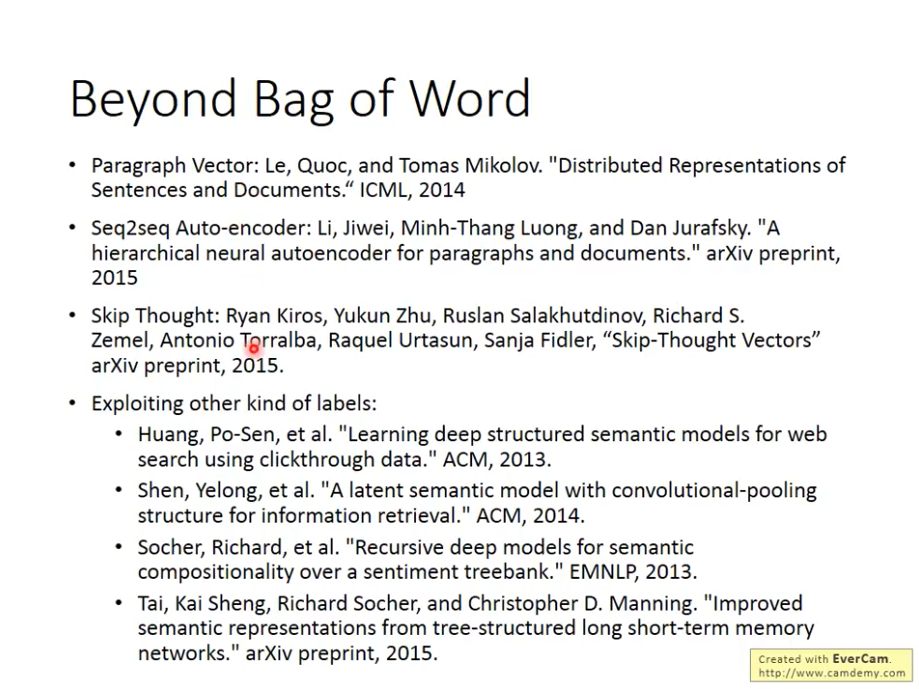 Beyond Bag of Word
• Paragraph Vector: Le, Quoc, and Tomas Mikolov. "Distributed Representations of
Sentences and Documents.“ ICML, 2014
• Seq2seq Auto-encoder: Li, Jiwei, Minh-Thang Luong, and Dan Jurafsky. "A
hierarchical neural autoencoder for paragraphs and documents." arXiv preprint,
2015
• Skip Thought: Ryan Kiros, Yukun Zhu, Ruslan Salakhutdinov, Richard S.
Zemel, Antonio Torralba, Raquel Urtasun, Sanja Fidler, “Skip-Thought Vectors”
arXiv preprint, 2015.
• Exploiting other kind of labels:
• Huang, Po-Sen, et al. "Learning deep structured semantic models for web
search using clickthrough data." ACM, 2013.
• Shen, Yelong, et al. "A latent semantic model with convolutional-pooling
structure for information retrieval." ACM, 2014.
• Socher, Richard, et al. "Recursive deep models for semantic
compositionality over a sentiment treebank." EMNLP, 2013.
• Tai, Kai Sheng, Richard Socher, and Christopher D. Manning. "Improved
semantic representations from tree-structured long short-term memory
networks." arXiv preprint, 2015.
Created with EverCam.
http://www.camdemy.com